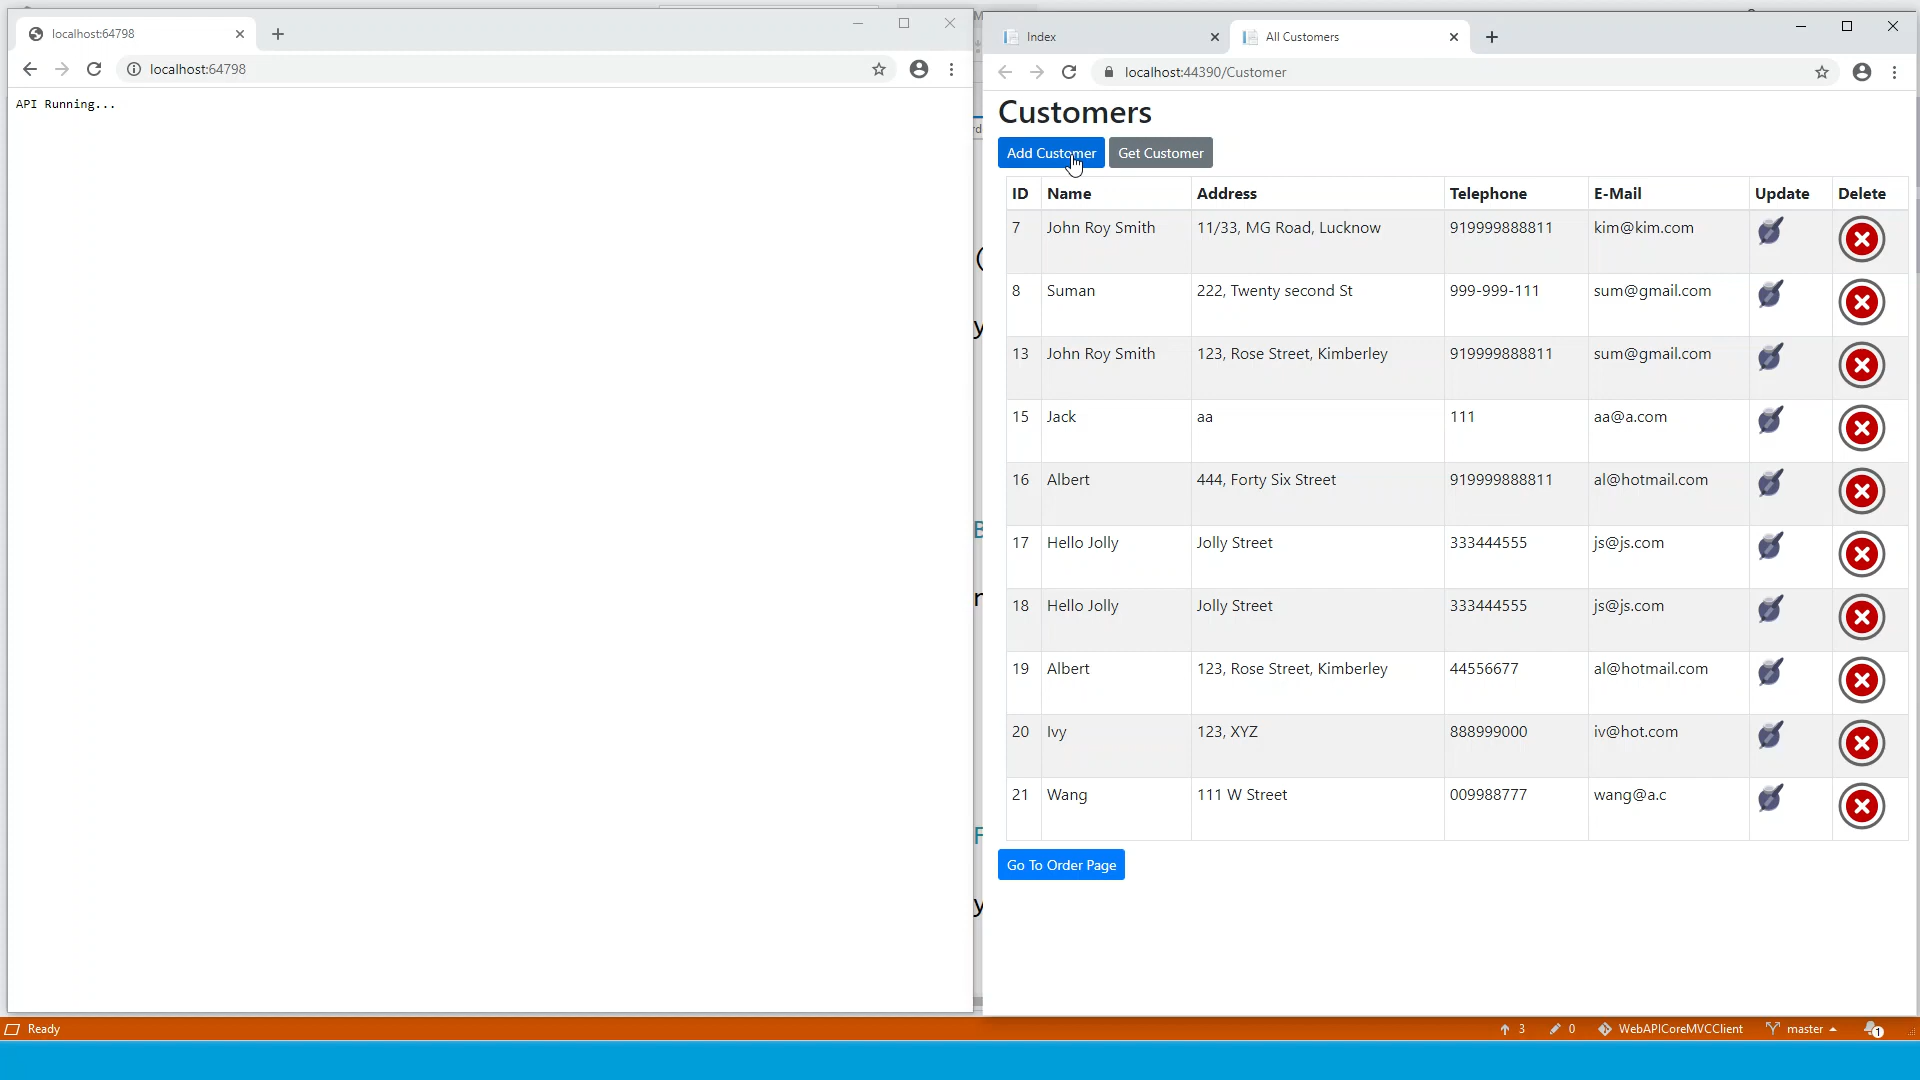 localhost:64798
localhost:64798
API Running...
Index
All Customers
localhost:44390/Customer
Customers
Add Customer Get Customer
ID Name Address Telephone E-Mail Update Delete
7 John Roy Smith 11/33, MG Road, Lucknow 919999888811 kim@kim.com
8 Suman 222, Twenty second St 999-999-111 sum@gmail.com
13 John Roy Smith 123, Rose Street, Kimberley 919999888811 sum@gmail.com
15 Jack aa 111 aa@a.com
16 Albert 444, Forty Six Street 919999888811 al@hotmail.com
17 Hello Jolly Jolly Street 333444555 js@js.com
18 Hello Jolly Jolly Street 333444555 js@js.com
19 Albert 123, Rose Street, Kimberley 44556677 al@hotmail.com
20 Ivy 123, XYZ 888999000 iv@hot.com
21 Wang 111 W Street 009988777 wang@a.c
Go To Order Page
Ready
3 0 WebAPICoreMVCClient master 1